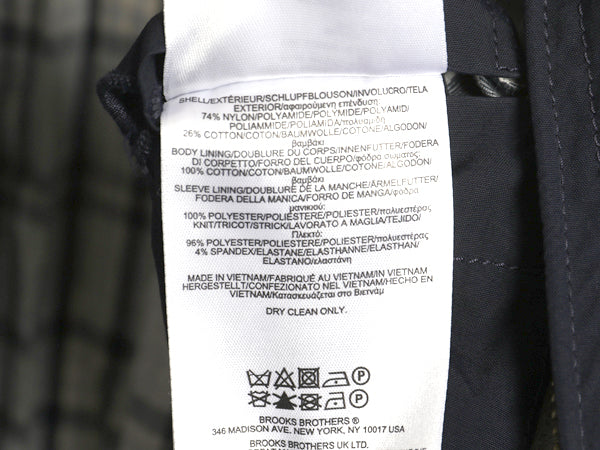 SHELL/EXTÉRIEUR/SCHLUPFBLOUSON/INVOLUCRO/TELA
EXTERIOR/αφαιρούμενη επένδυση:
74% NYLON/POLYAMIDE/POLYMIDE/POLYAMID/
POLIAMMIDE/POLIAMIDA/πολυαμίδη
26% COTTON/COTON/BAUMWOLLE/COTONE/ALGODON/
βαμβάκι
BODY LINING/DOUBLURE DU CORPS/INNENFUTTER/FODERA
DI CORPETTO/FORRO DEL CUERPO/φόδρα σωματος:
100% COTTON/COTON/BAUMWOLLE/COTONE/ALGODON/
βαμβάκι
SLEEVE LINING/DOUBLURE DE LA MANCHE/ÄRMELFUTTER/
FODERA DELLA MANICA/FORRO DE MANGA/φόδρα
μανικιού:
100% POLYESTER/POLIESTERE/POLIESTER/πολυεστέρας
KNIT/TRICOT/STRICK/LAVORATO A MAGLIA/TEJIDO/
Πλεκτό:
96% POLYESTER/POLIESTERE/POLIESTER/πολυεστέρας
4% SPANDEX/ELASTANE/ELASTHANNE/ELASTHAN/
ELASTANO/ελαστάνη
MADE IN VIETNAM/FABRIQUÉ AU VIETNAM/IN VIETNAM
HERGESTELLT/CONFEZIONATO NEL VIETNAM/HECHO EN
VIETNAM/Κατασκευάζεται στο Βιετνάμ
DRY CLEAN ONLY.
P
P
BROOKS BROTHERS ®
346 MADISON AVE. NEW YORK, NY 10017 USA
BROOKS BROTHERS UK LTD.